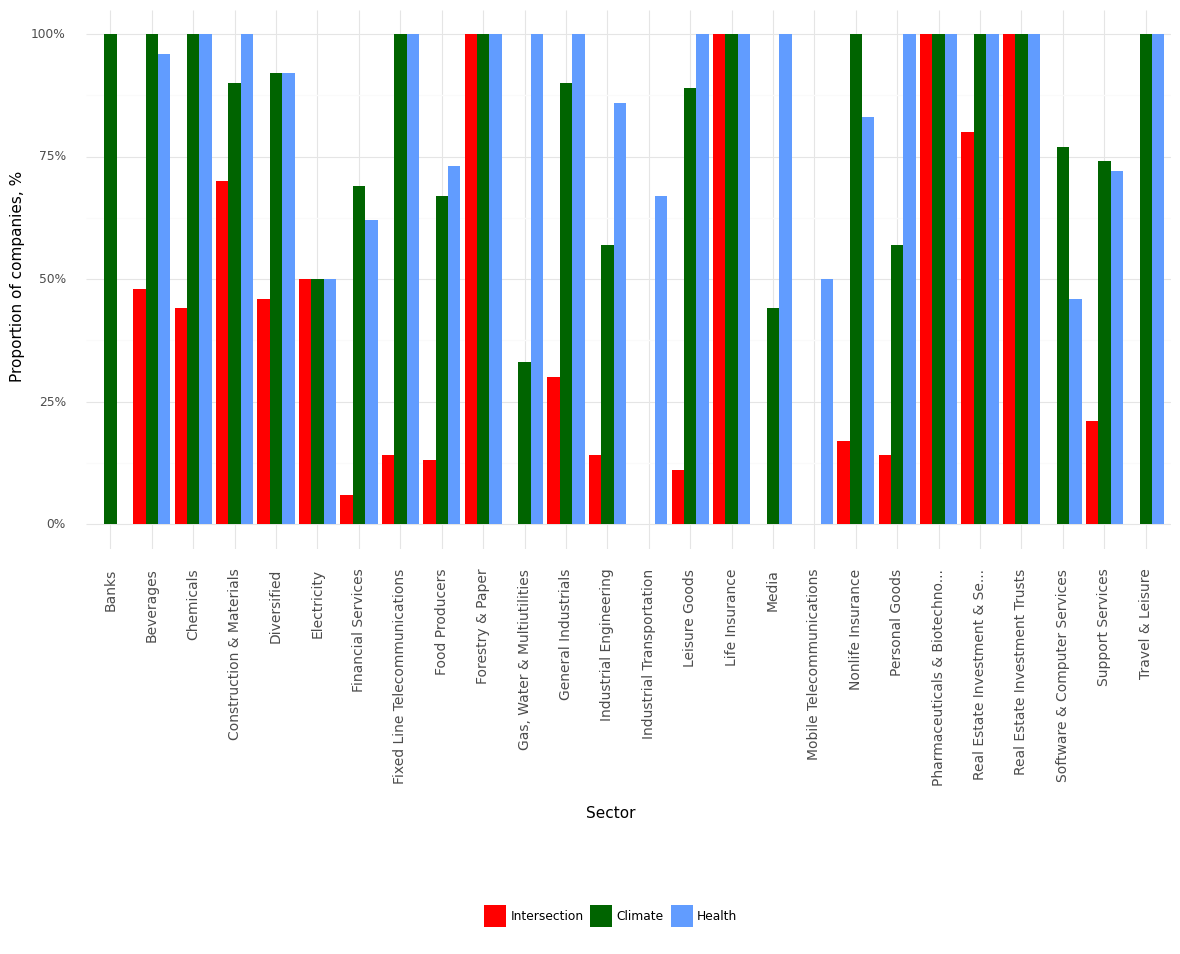 Proportion of companies, %
100%
75%
50%
25%
0%
Banks
Beverages
Chemicals
Construction & Materials
Diversified
Electricity
Financial Services
Fixed Line Telecommunications
Food Producers
Forestry & Paper
Gas, Water & Multiutilities
General Industrials
Industrial Engineering
Industrial Transportation
Leisure Goods
Life Insurance
Media
Mobile Telecommunications
Nonlife Insurance
Personal Goods
Pharmaceuticals & Biotechno...
Real Estate Investment & Se...
Real Estate Investment Trusts
Software & Computer Services
Support Services
Travel & Leisure
Sector
Intersection Climate Health